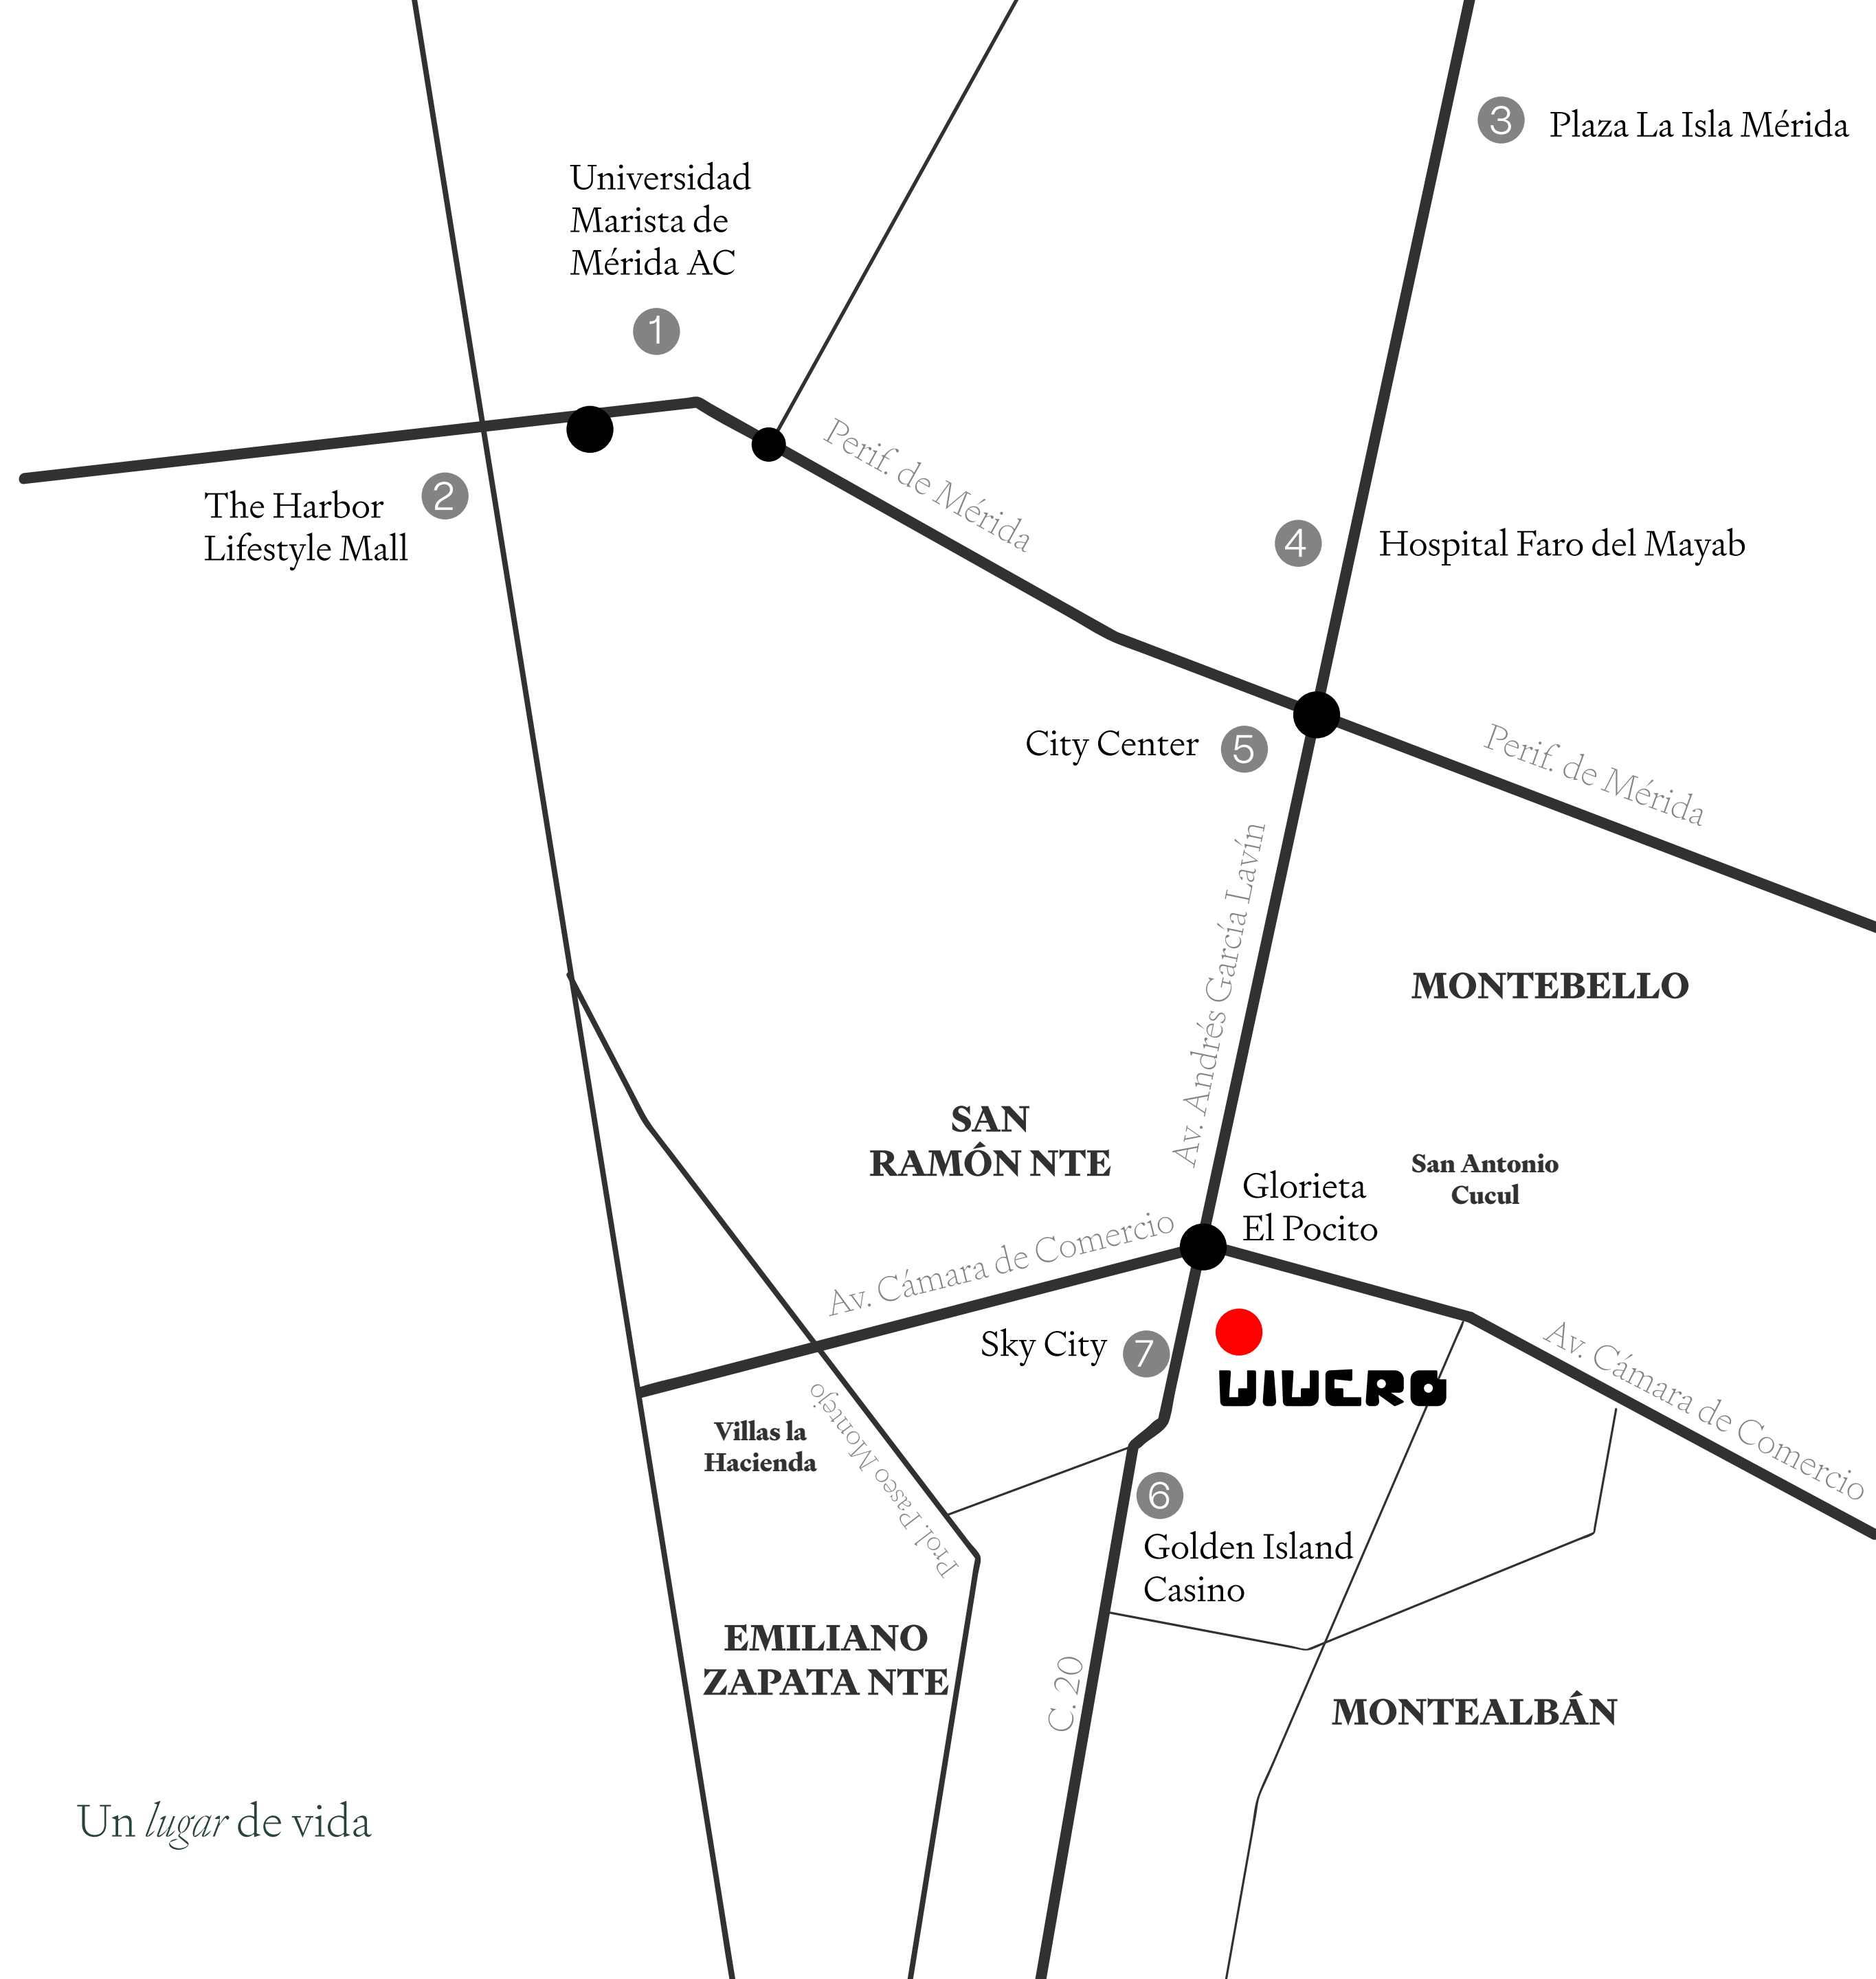 3 Plaza La Isla Mérida
Universidad
Marista de
Mérida AC
1
Perif. de Mérida
2
The Harbor
Lifestyle Mall
4 Hospital Faro del Mayab
City Center 5
Perif. de Mérida
Av. Andrés García Lavín
MONTEBELLO
SAN
RAMÓN NTE
San Antonio
Cucul
Glorieta
El Pocito
Av. Cámara de Comercio
Sky City 7
VIVERO
Av. Cámara de Comercio
Villas la
Hacienda
Prol. Paseo Montejo
6
Golden Island
Casino
EMILIANO
ZAPATA NTE
C. 20
MONTEALBÁN
Un lugar de vida